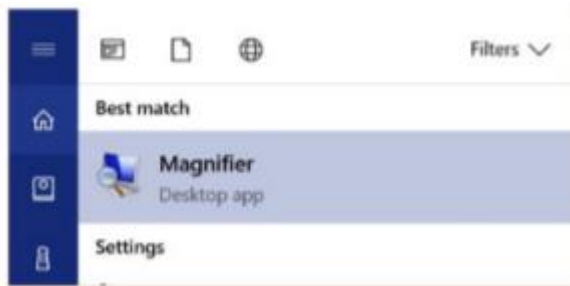 Filters
Best match
Magnifier
Desktop app
Settings